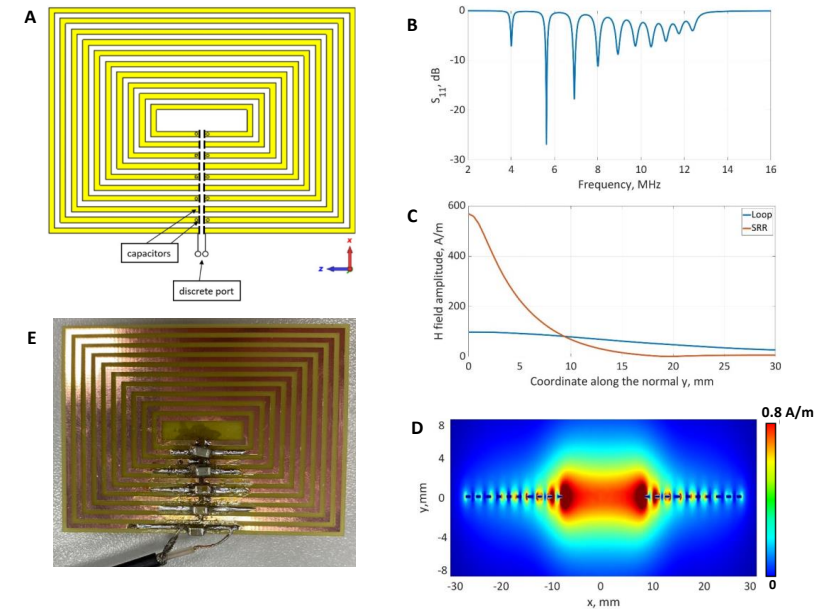 A
capacitors
discrete port
x
z
B
0
-10
-20
-30
S11, dB
2
4
6
8
10
12
14
16
Frequency, MHz
C
600
400
200
0
H field amplitude, A/m
Loop
SRR
0
5
10
15
20
25
30
Coordinate along the normal y, mm
E
D
8
4
0
-4
-8
y,mm
-30
-20
-10
0
10
20
30
x, mm
0.8 A/m
0